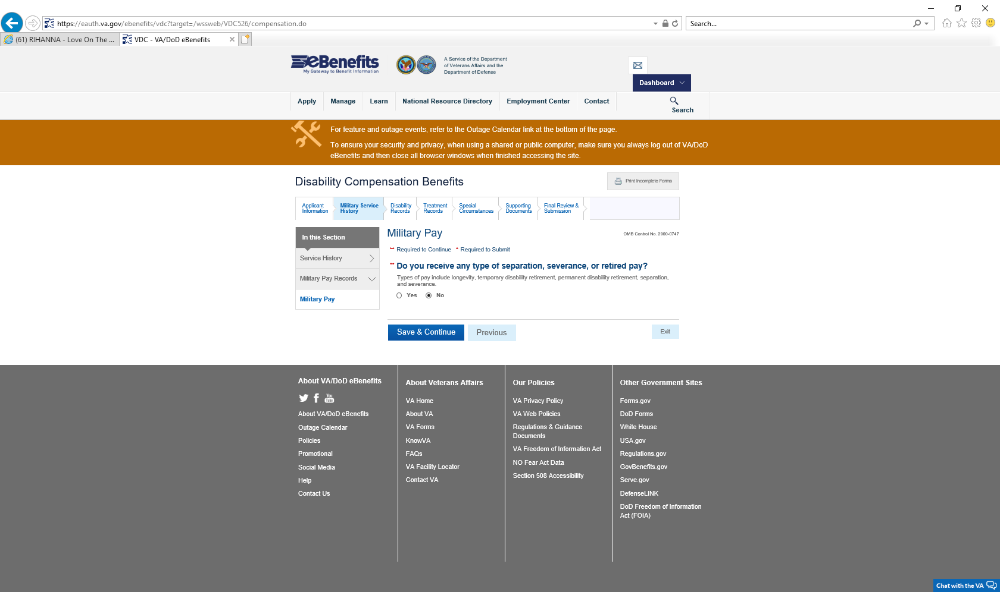 https://eauth.va.gov/ebenefits/vdc?target=/wssweb/VDC526/compensation.do
Search...
(61) RIHANNA - Love On The ...
VDC - VA/DoD eBenefits
eBenefits
My Gateway to Benefit Information
A Service of the Department
of Veterans Affairs and the
Department of Defense
Dashboard
Apply
Manage
Learn
National Resource Directory
Employment Center
Contact
Search
For feature and outage events, refer to the Outage Calendar link at the bottom of the page.
To ensure your security and privacy, when using a shared or public computer, make sure you always log out of VA/DoD
eBenefits and then close all browser windows when finished accessing the site.
Disability Compensation Benefits
Print Incomplete Forms
Applicant
Information
Military Service
History
Disability
Records
Treatment
Records
Special
Circumstances
Supporting
Documents
Final Review &
Submission
In this Section
Service History
Military Pay Records
Military Pay
Military Pay
OMB Control No. 2900-0747
** Required to Continue * Required to Submit
** Do you receive any type of separation, severance, or retired pay?
Types of pay include longevity, temporary disability retirement, permanent disability retirement, separation,
and severance.
Yes No
Save & Continue
Previous
Exit
About VA/DoD eBenefits
You
Tube
About VA/DoD eBenefits
Outage Calendar
Policies
Promotional
Social Media
Help
Contact Us
About Veterans Affairs
VA Home
About VA
VA Forms
KnowVA
FAQs
VA Facility Locator
Contact VA
Our Policies
VA Privacy Policy
VA Web Policies
Regulations & Guidance
Documents
VA Freedom of Information Act
NO Fear Act Data
Section 508 Accessibility
Other Government Sites
Forms.gov
DoD Forms
White House
USA.gov
Regulations.gov
GovBenefits.gov
Serve.gov
DefenseLINK
DoD Freedom of Information
Act (FOIA)
Chat with the VA